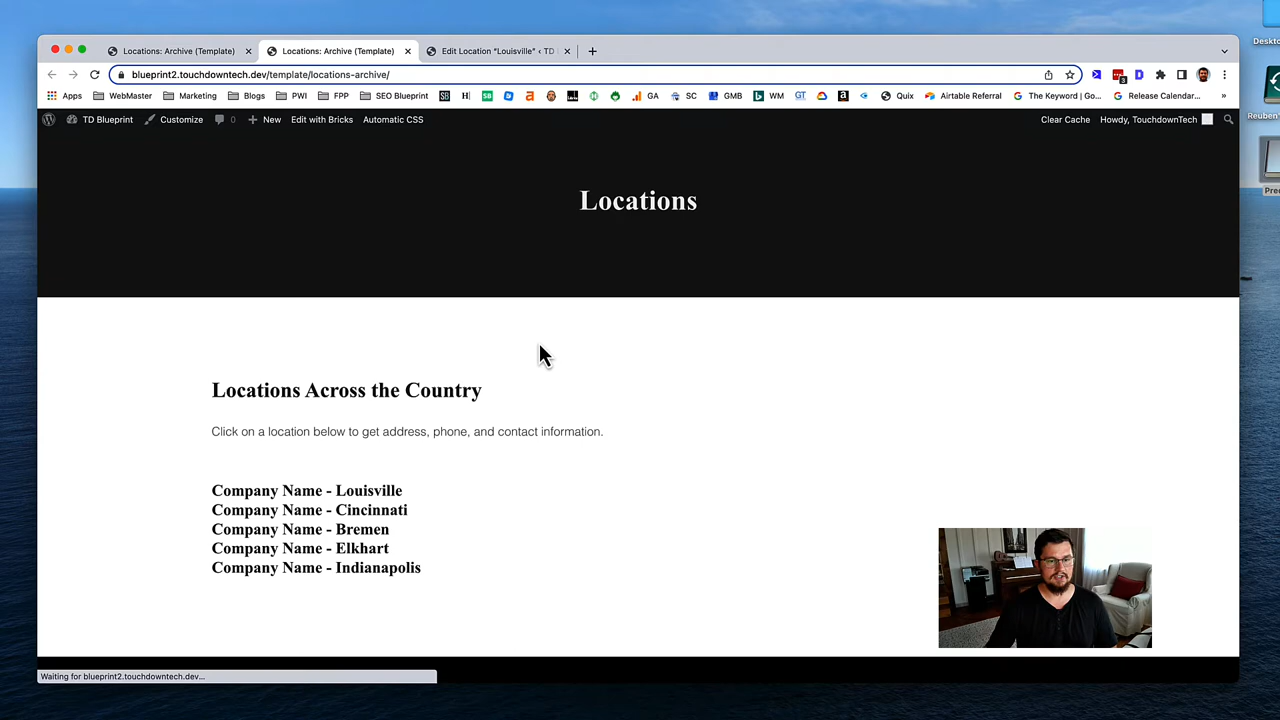 Locations: Archive (Template)
Locations: Archive (Template)
Edit Location "Louisville" ‹ TD
blueprint2.touchdowntech.dev/template/locations-archive/
Apps
WebMaster
Marketing
Blogs
PWI
FPP
SEO Blueprint
GA
SC
GMB
WM
GT
Quix
Airtable Referral
The Keyword | Go...
Release Calendar...
»
TD Blueprint
Customize
0
New
Edit with Bricks
Automatic CSS
Clear Cache
Howdy, TouchdownTech
Locations
Locations Across the Country
Click on a location below to get address, phone, and contact information.
Company Name - Louisville
Company Name - Cincinnati
Company Name - Bremen
Company Name - Elkhart
Company Name - Indianapolis
Waiting for blueprint2.touchdowntech.dev...